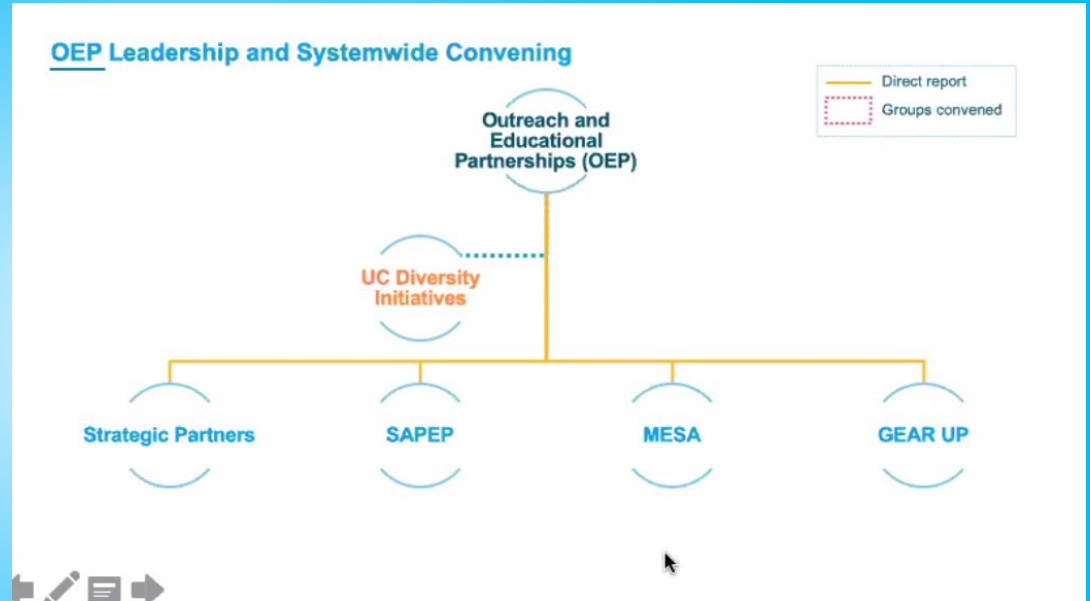 OEP Leadership and Systemwide Convening
Direct report
Groups convened
Outreach and
Educational
Partnerships (OEP)
UC Diversity
Initiatives
Strategic Partners
SAPEP
MESA
GEAR UP